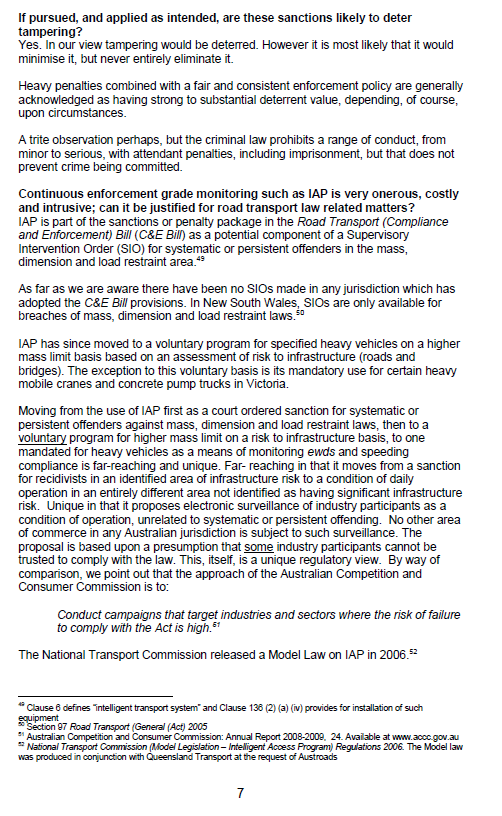 If pursued, and applied as intended, are these sanctions likely to deter
tampering?
Yes. In our view tampering would be deterred. However it is most likely that it would
minimise it, but never entirely eliminate it.
Heavy penalties combined with a fair and consistent enforcement policy are generally
acknowledged as having strong to substantial deterrent value, depending, of course,
upon circumstances.
A trite observation perhaps, but the criminal law prohibits a range of conduct, from
minor to serious, with attendant penalties, including imprisonment, but that does not
prevent crime being committed.
Continuous enforcement grade monitoring such as IAP is very onerous, costly
and intrusive; can it be justified for road transport law related matters?
IAP is part of the sanctions or penalty package in the Road Transport (Compliance
and Enforcement) Bill (C&E Bill) as a potential component of a Supervisory
Intervention Order (SIO) for systematic or persistent offenders in the mass,
dimension and load restraint area.49
As far as we are aware there have been no SIOs made in any jurisdiction which has
adopted the C&E Bill provisions. In New South Wales, SIOs are only available for
breaches of mass, dimension and load restraint laws.50
IAP has since moved to a voluntary program for specified heavy vehicles on a higher
mass limit basis based on an assessment of risk to infrastructure (roads and
bridges). The exception to this voluntary basis is its mandatory use for certain heavy
mobile cranes and concrete pump trucks in Victoria.
Moving from the use of IAP first as a court ordered sanction for systematic or
persistent offenders against mass, dimension and load restraint laws, then to a
voluntary program for higher mass limit on a risk to infrastructure basis, to one
mandated for heavy vehicles as a means of monitoring ewds and speeding
compliance is far-reaching and unique. Far- reaching in that it moves from a sanction
for recidivists in an identified area of infrastructure risk to a condition of daily
operation in an entirely different area not identified as having significant infrastructure
risk. Unique in that it proposes electronic surveillance of industry participants as a
condition of operation, unrelated to systematic or persistent offending. No other area
of commerce in any Australian jurisdiction is subject to such surveillance. The
proposal is based upon a presumption that some industry participants cannot be
trusted to comply with the law. This, itself, is a unique regulatory view. By way of
comparison, we point out that the approach of the Australian Competition and
Consumer Commission is to:
Conduct campaigns that target industries and sectors where the risk of failure
to comply with the Act is high.51
The National Transport Commission released a Model Law on IAP in 2006.52
49 Clause 6 defines "intelligent transport system" and Clause 136 (2) (a) (iv) provides for installation of such
equipment
50 Section 97 Road Transport (General (Act) 2005
51 Australian Competition and Consumer Commission: Annual Report 2008-2009, 24. Available at www.accc.gov.au
52 National Transport Commission (Model Legislation – Intelligent Access Program) Regulations 2006. The Model law
was produced in conjunction with Queensland Transport at the request of Austroads
7